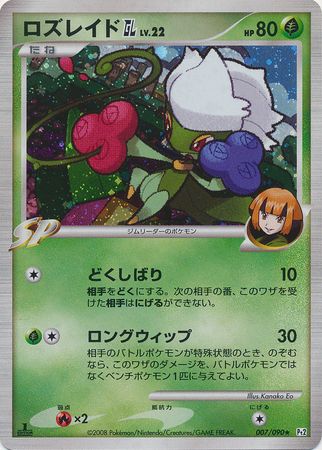 ロズレイド GL LV.22 HP 80
たね
SP
ジムリーダーのポケモン
どくしばり 10
相手をどくにする。次の相手の番、このワザを受けた相手はにげるができない。
ロングウィップ 30
相手のバトルポケモンが特殊状態のとき、のぞむなら、このワザのダメージを、バトルポケモンではなくベンチポケモン1匹に与えてよい。
Illus.Kanako Eo
弱点 ×2 抵抗力 にげる
1 EDITION ©2008 Pokémon/Nintendo/Creatures/GAME FREAK. 007/090★ Pt2